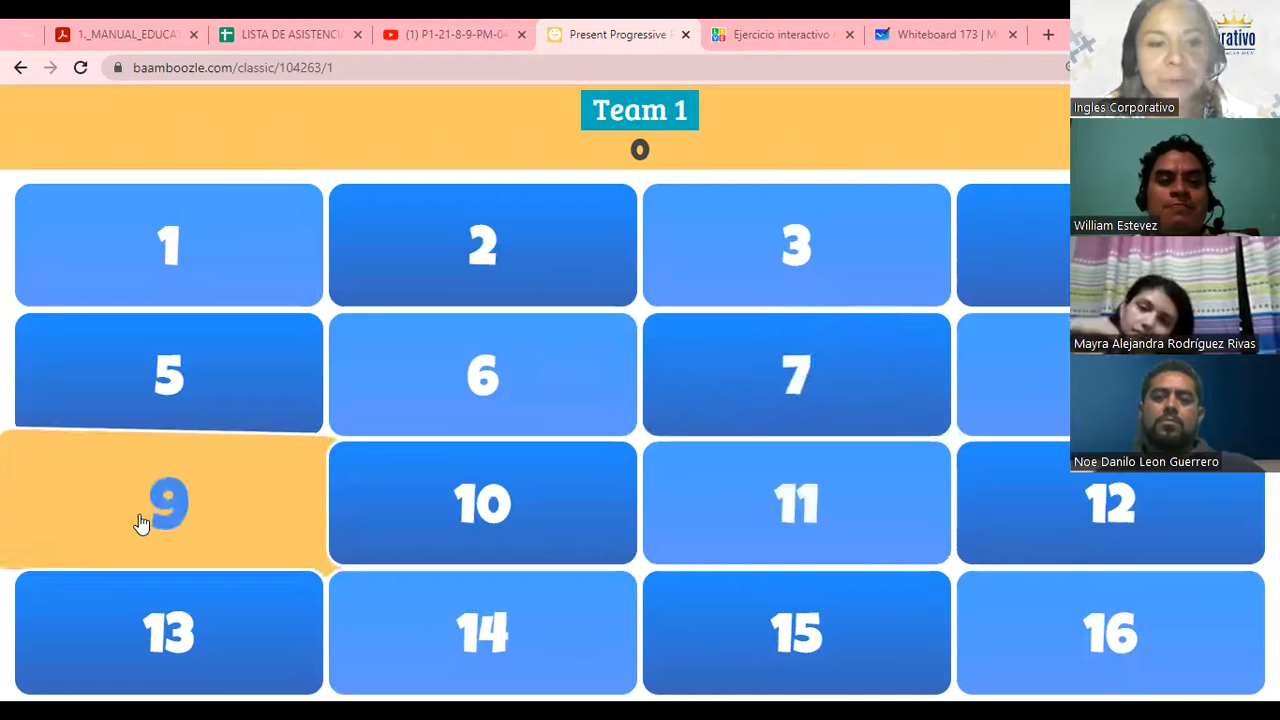 1._MANUAL_EDUCA
LISTA DE ASISTENCI
(1) P1-21-8-9-PM-04
Present Progressive
Ejercicio interactivo
Whiteboard 173 | M
baamboozle.com/classic/104263/1
Team 1
0
1
2
3
5
6
7
9
10
11
12
13
14
15
16
rativo
Ingles Corporativo
William Estevez
Mayra Alejandra Rodríguez Rivas
Noe Danilo Leon Guerrero